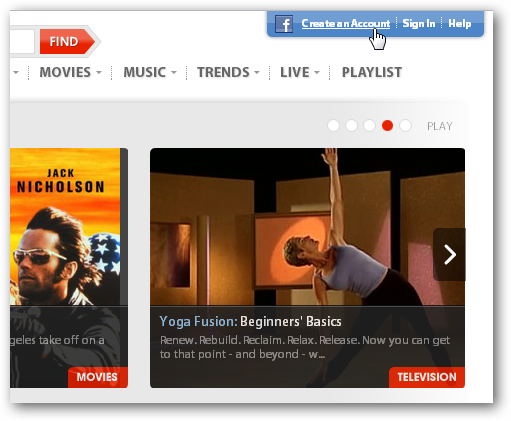 f Create an Account Sign In Help
FIND
MOVIES MUSIC TRENDS LIVE PLAYLIST
PLAY
JACK
NICHOLSON
Yoga Fusion: Beginners' Basics
Renew. Rebuild. Reclaim. Relax. Release. Now you can get
to that point - and beyond - w...
geles take off on a
MOVIES
TELEVISION